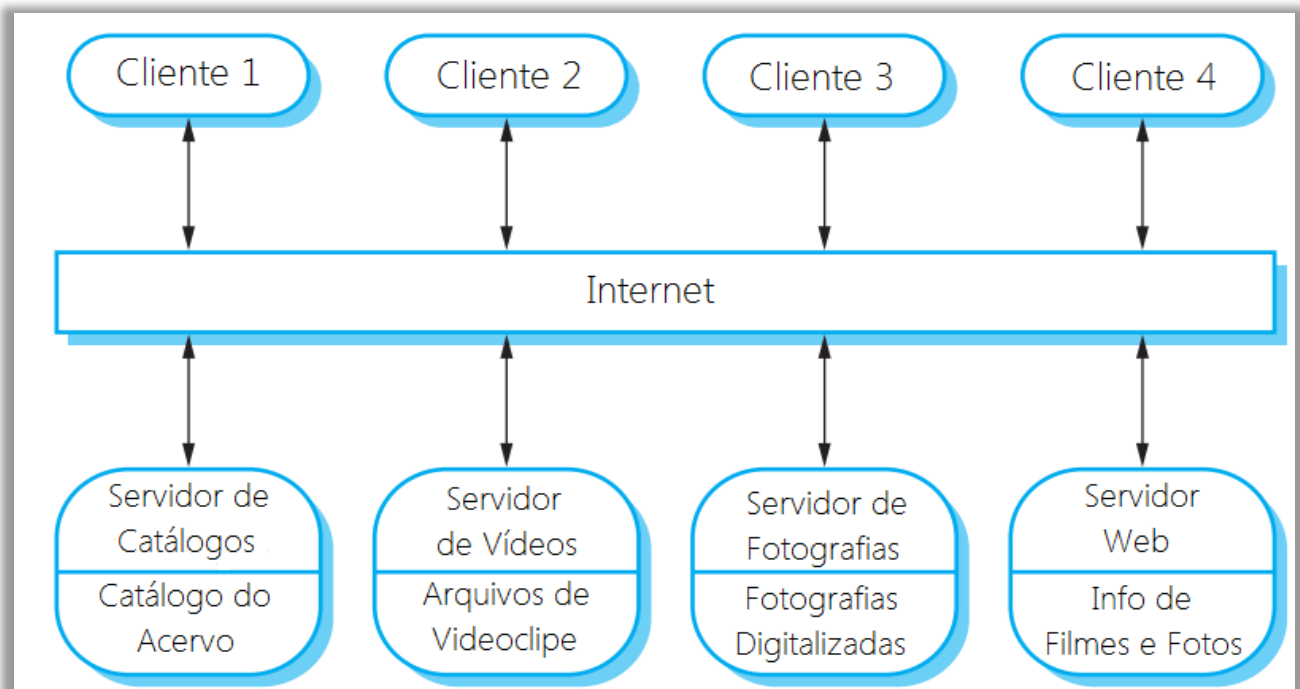 Cliente 1
Cliente 2
Cliente 3
Cliente 4
Internet
Servidor de
Catálogos
Catálogo do
Acervo
Servidor
de Vídeos
Arquivos de
Videoclipe
Servidor de
Fotografias
Fotografias
Digitalizadas
Servidor
Web
Info de
Filmes e Fotos